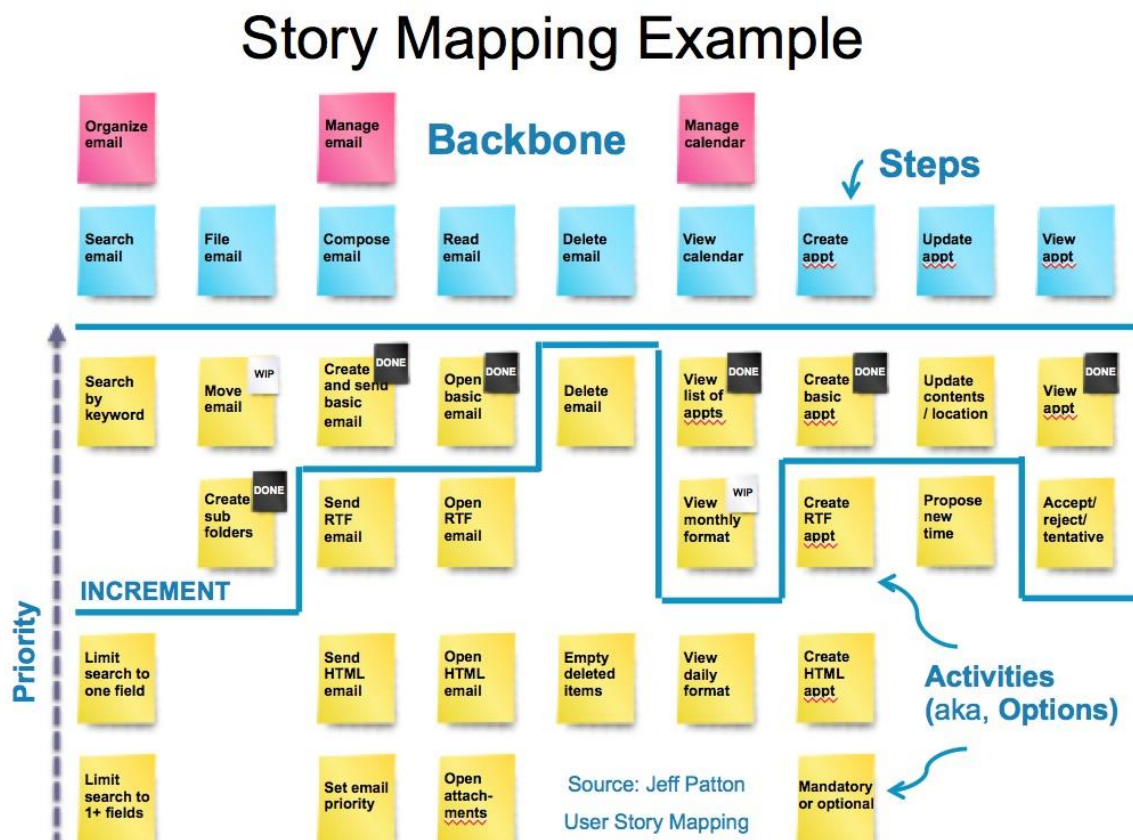 Story Mapping Example
Organize
email
Manage
email
Backbone
Manage
calendar
Steps
Search
email
File
email
Compose
email
Read
email
Delete
email
View
calendar
Create
appt
Update
appt
View
appt
Search
by
keyword
Move
email
WIP
Create
and send
basic
email
DONE
Open
basic
email
DONE
Delete
email
View
list of
appts
DONE
Create
basic
appt
DONE
Update
contents
/ location
View
appt
DONE
Create
sub
folders
DONE
Send
RTF
email
Open
RTF
email
View
monthly
format
WIP
Create
RTF
appt
Propose
new
time
Accept/
reject/
tentative
INCREMENT
Priority
Limit
search to
one field
Send
HTML
email
Open
HTML
email
Empty
deleted
items
View
daily
format
Create
HTML
appt
Activities
(aka, Options)
Limit
search to
1+ fields
Set email
priority
Open
attach-
ments
Source: Jeff Patton
User Story Mapping
Mandatory
or optional